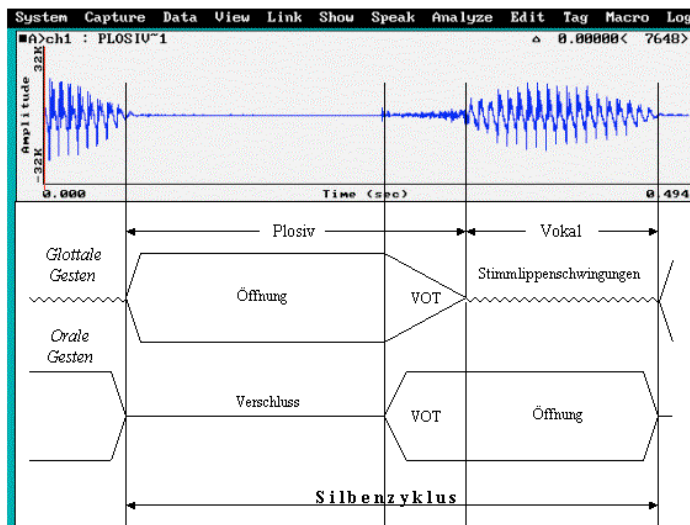 System Capture Data View Link Show Speak Analyze Edit Tag Macro Log
■A>ch1 : PLOSIV~1 △ 0.00000< 7648>
32K
Amplitude
-32K
0.000 Time (sec) 0.494
Plosiv Vokal
Glottale
Gesten
Stimmlippenschwingungen
Öffnung VOT
Orale
Gesten
Verschluss
VOT Öffnung
Silbenzyklus